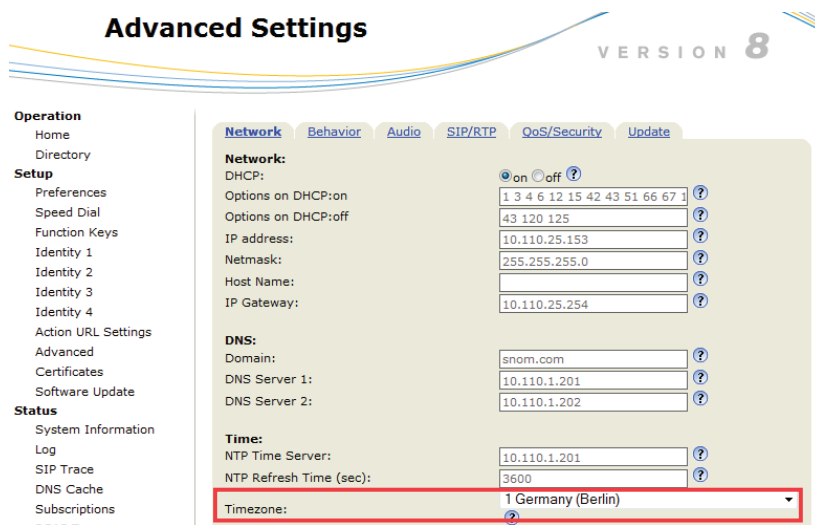 Advanced Settings
VERSION 8
Operation
Home
Directory
Setup
Preferences
Speed Dial
Function Keys
Identity 1
Identity 2
Identity 3
Identity 4
Action URL Settings
Advanced
Certificates
Software Update
Status
System Information
Log
SIP Trace
DNS Cache
Subscriptions
Network Behavior Audio SIP/RTP QoS/Security Update
Network:
DHCP: on off ?
Options on DHCP:on 1 3 4 6 12 15 42 43 51 66 67 1 ?
Options on DHCP:off 43 120 125 ?
IP address: 10.110.25.153 ?
Netmask: 255.255.255.0 ?
Host Name: ?
IP Gateway: 10.110.25.254 ?
DNS:
Domain: snom.com ?
DNS Server 1: 10.110.1.201 ?
DNS Server 2: 10.110.1.202 ?
Time:
NTP Time Server: 10.110.1.201 ?
NTP Refresh Time (sec): 3600 ?
Timezone: 1 Germany (Berlin)
?